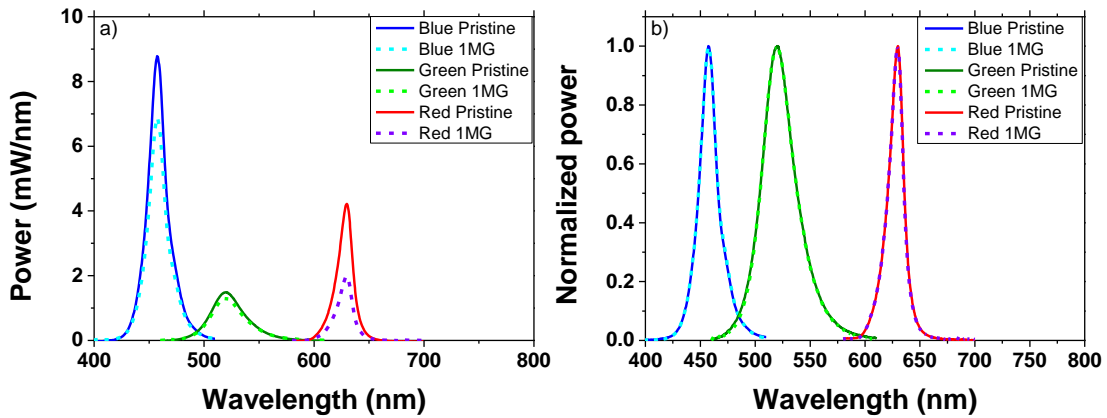 a)
Blue Pristine
Blue 1MG
Green Pristine
Green 1MG
Red Pristine
Red 1MG
10
8
6
4
2
0
400 500 600 700 800
Power (mW/nm)
Wavelength (nm)
b)
Blue Pristine
Blue 1MG
Green Pristine
Green 1MG
Red Pristine
Red 1MG
1.0
0.8
0.6
0.4
0.2
0.0
400 450 500 550 600 650 700 750 800
Normalized power
Wavelength (nm)